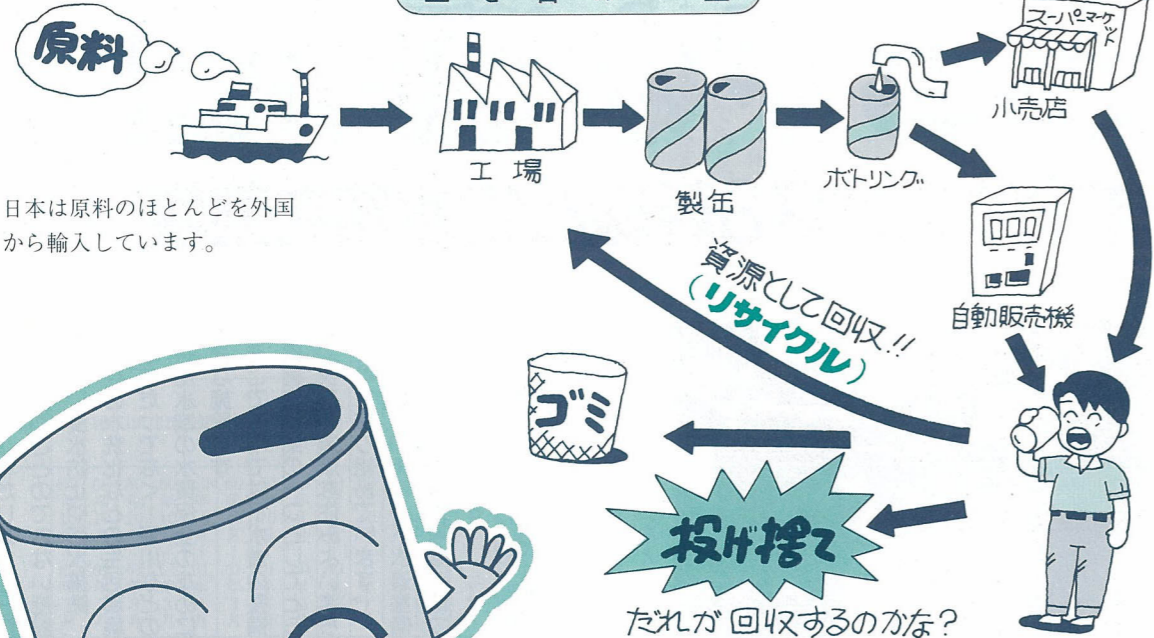 原料
スーパーマーケット
小売店
工場
製缶
ボトリング
日本は原料のほとんどを外国
から輸入しています。
自動販売機
資源として回収!!
(リサイクル)
ゴミ
投げ捨て
だれが回収するのかな?